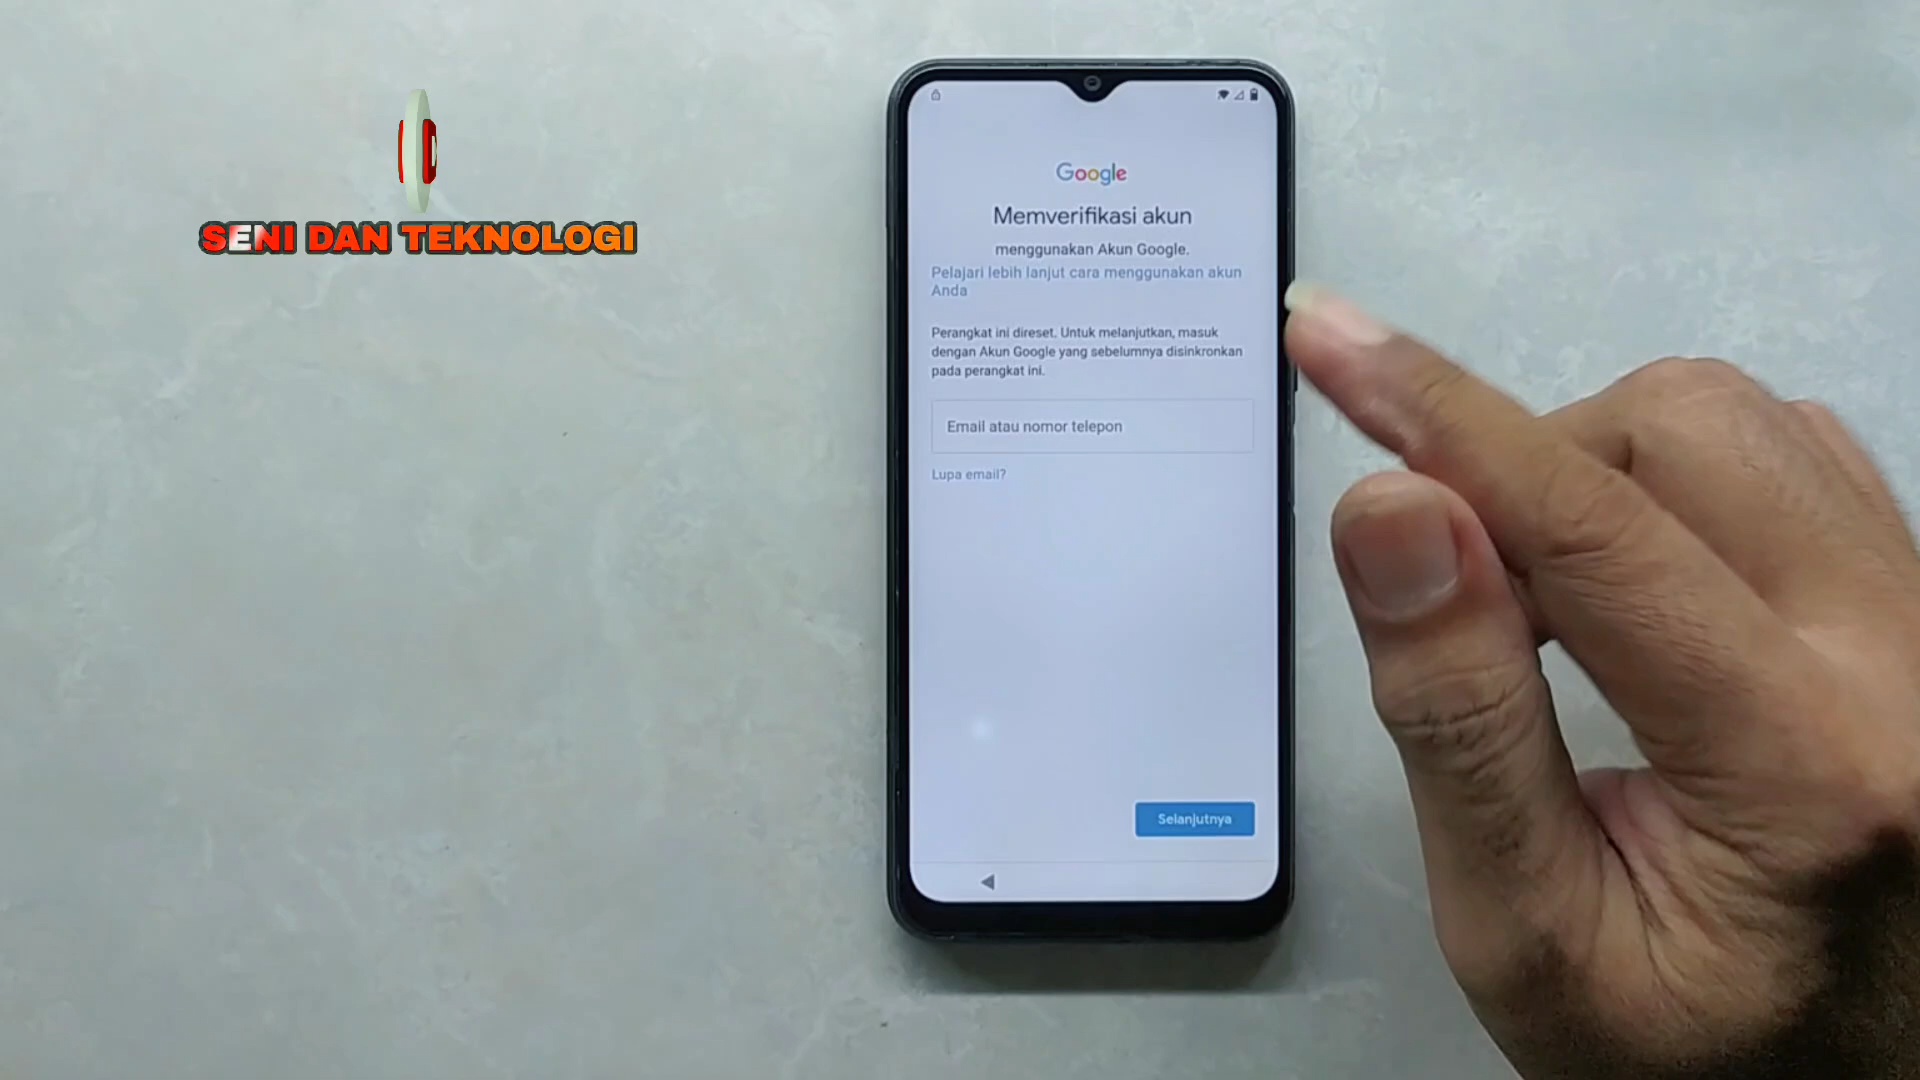 SENI DAN TEKNOLOGI
Google
Memverifikasi akun
menggunakan Akun Google.
Pelajari lebih lanjut cara menggunakan akun
Anda
Perangkat ini direset. Untuk melanjutkan, masuk
dengan Akun Google yang sebelumnya disinkronkan
pada perangkat ini.
Email atau nomor telepon
Lupa email?
Selanjutnya